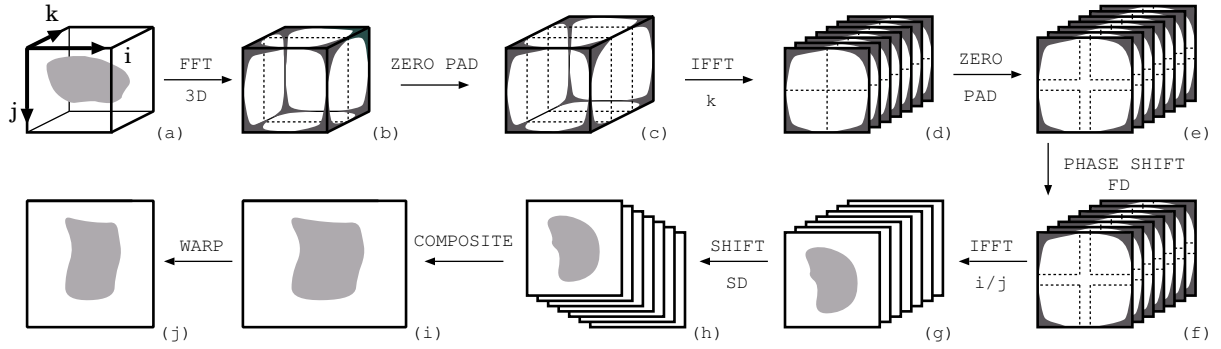 k
i
j
(a)
FFT
3D
(b)
ZERO PAD
(c)
IFFT
k
(d)
ZERO
PAD
(e)
PHASE SHIFT
FD
(f)
IFFT
i/j
(g)
SHIFT
SD
(h)
COMPOSITE
(i)
WARP
(j)